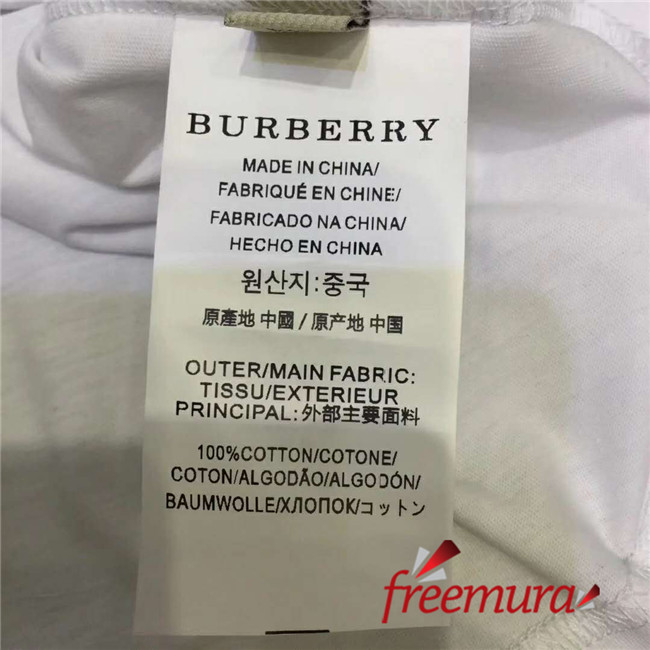 BURBERRY
MADE IN CHINA/
FABRIQUÉ EN CHINE/
FABRICADO NA CHINA/
HECHO EN CHINA
원산지:중국
原產地 中國 / 原产地 中国
OUTER/MAIN FABRIC:
TISSU/EXTERIEUR
PRINCIPAL:外部主要面料
100%COTTON/COTONE/
COTON/ALGODÃO/ALGODÓN/
BAUMWOLLE/ХЛОПОК/コットン
freemura